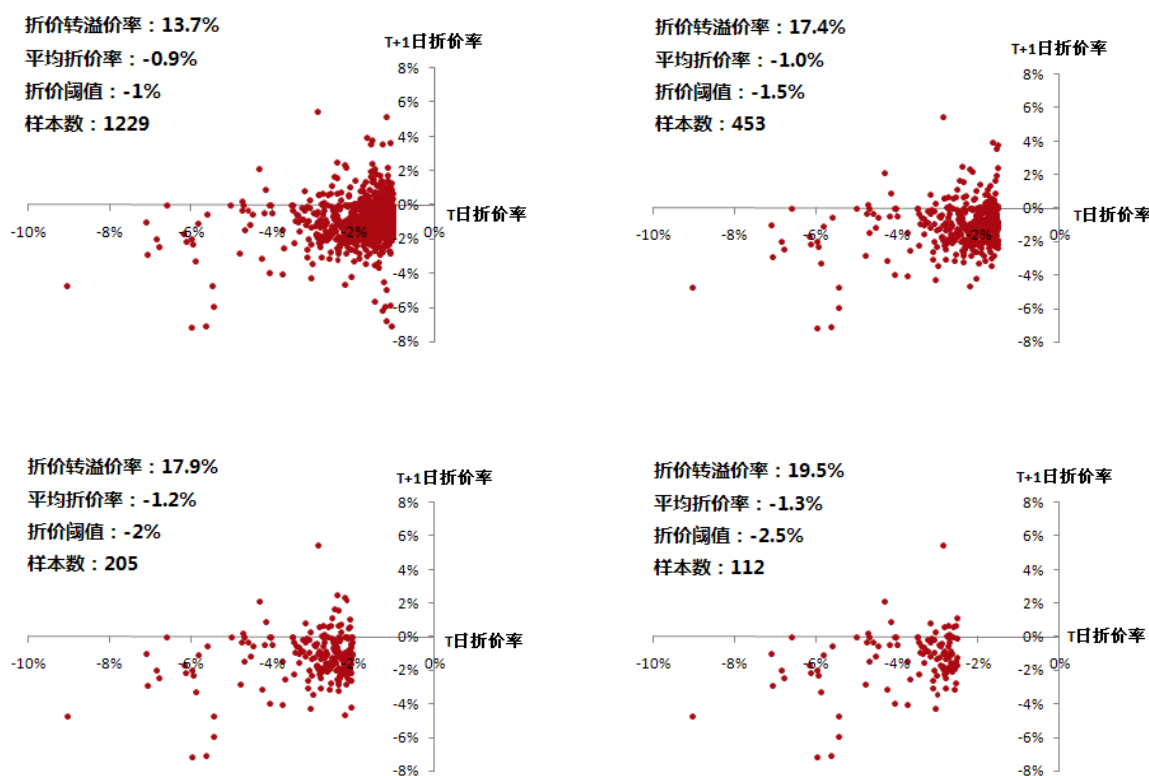 折价转溢价率：13.7%
平均折价率：-0.9%
折价阈值：-1%
样本数：1229
T+1日折价率
8%
6%
4%
2%
0%
-2%
-4%
-6%
-8%
T日折价率
-10%
-8%
-6%
-4%
-2%
0%
折价转溢价率：17.4%
平均折价率：-1.0%
折价阈值：-1.5%
样本数：453
T+1日折价率
8%
6%
4%
2%
0%
-2%
-4%
-6%
-8%
T日折价率
-10%
-8%
-6%
-4%
-2%
0%
折价转溢价率：17.9%
平均折价率：-1.2%
折价阈值：-2%
样本数：205
T+1日折价率
8%
6%
4%
2%
0%
-2%
-4%
-6%
-8%
T日折价率
-10%
-8%
-6%
-4%
-2%
0%
折价转溢价率：19.5%
平均折价率：-1.3%
折价阈值：-2.5%
样本数：112
T+1日折价率
8%
6%
4%
2%
0%
-2%
-4%
-6%
-8%
T日折价率
-10%
-8%
-6%
-4%
-2%
0%